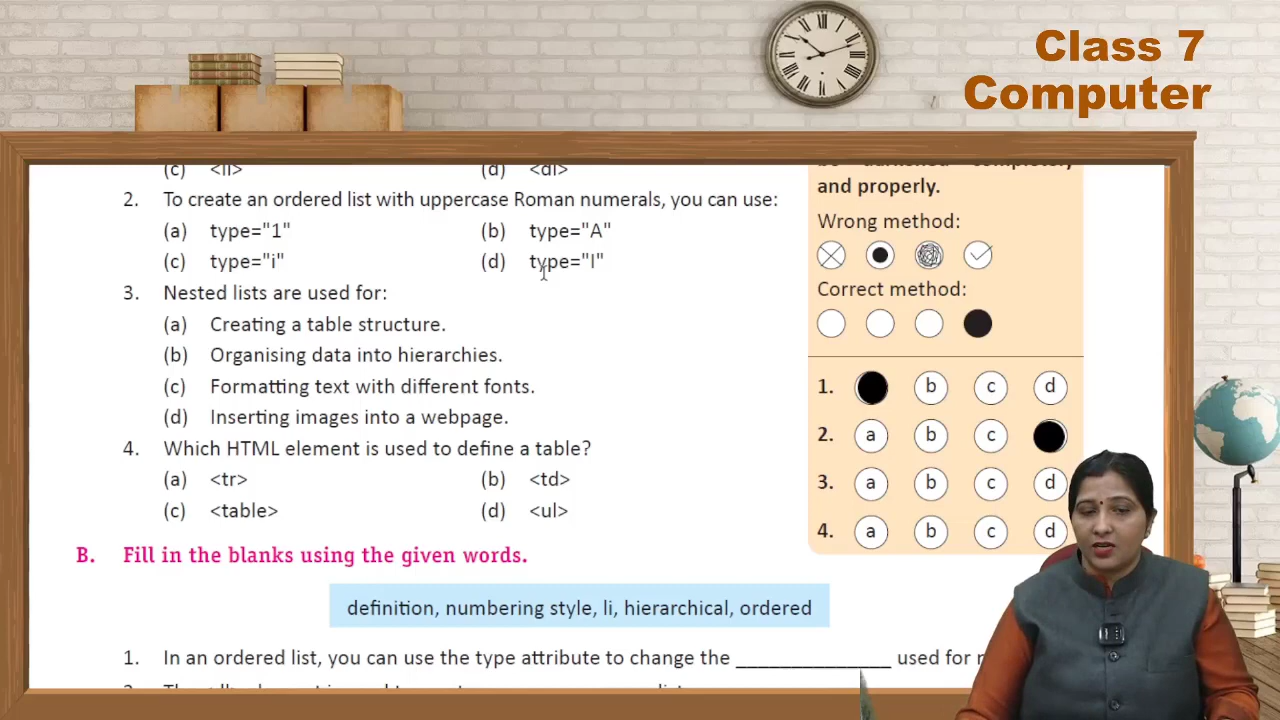 Class 7
Computer
(c) <li> (d) <dl>
2. To create an ordered list with uppercase Roman numerals, you can use:
(a) type="1" (b) type="A"
(c) type="i" (d) type="I"
3. Nested lists are used for:
(a) Creating a table structure.
(b) Organising data into hierarchies.
(c) Formatting text with different fonts.
(d) Inserting images into a webpage.
4. Which HTML element is used to define a table?
(a) <tr> (b) <td>
(c) <table> (d) <ul>
B. Fill in the blanks using the given words.
definition, numbering style, li, hierarchical, ordered
1. In an ordered list, you can use the type attribute to change the ______________ used for
be darkened completely
and properly.
Wrong method:
Correct method:
1. b c d
2. a b c
3. a b c d
4. a b c d